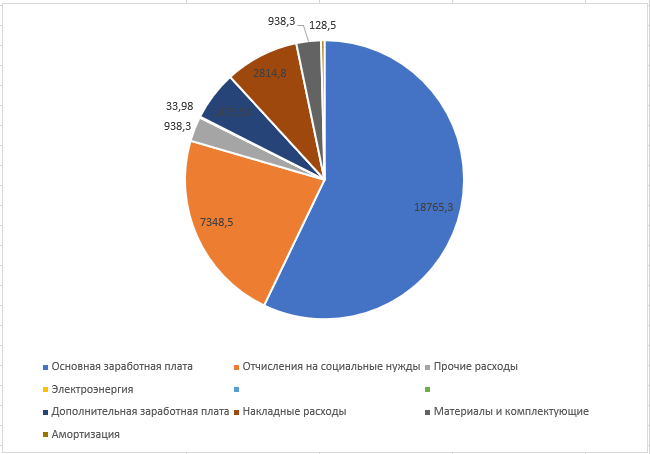 938,3
128,5
2814,8
33,98
938,3
18765,3
7348,5
Основная заработная плата
Отчисления на социальные нужды
Прочие расходы
Электроэнергия
Дополнительная заработная плата
Накладные расходы
Материалы и комплектующие
Амортизация